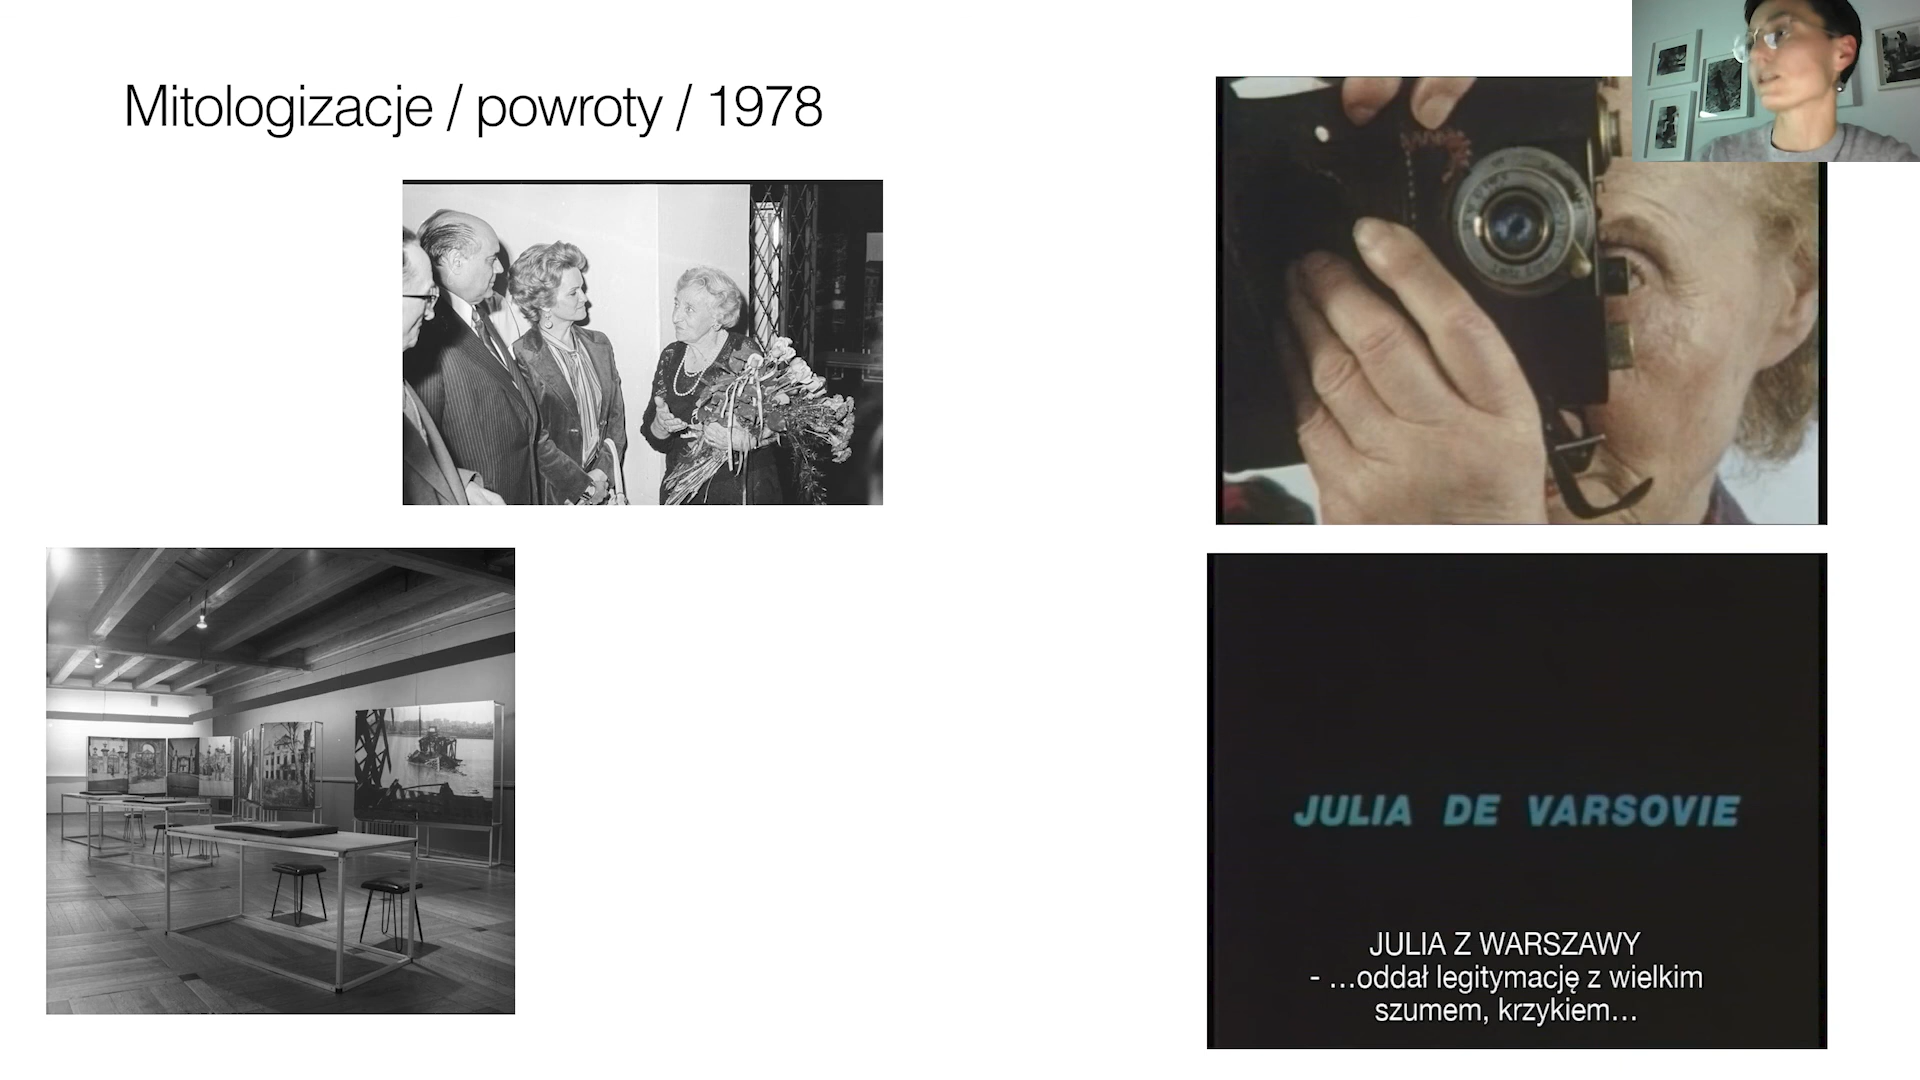 Mitologizacje / powroty / 1978
JULIA DE VARSOVIE
JULIA Z WARSZAWY
- ...oddał legitymację z wielkim
szumem, krzykiem...